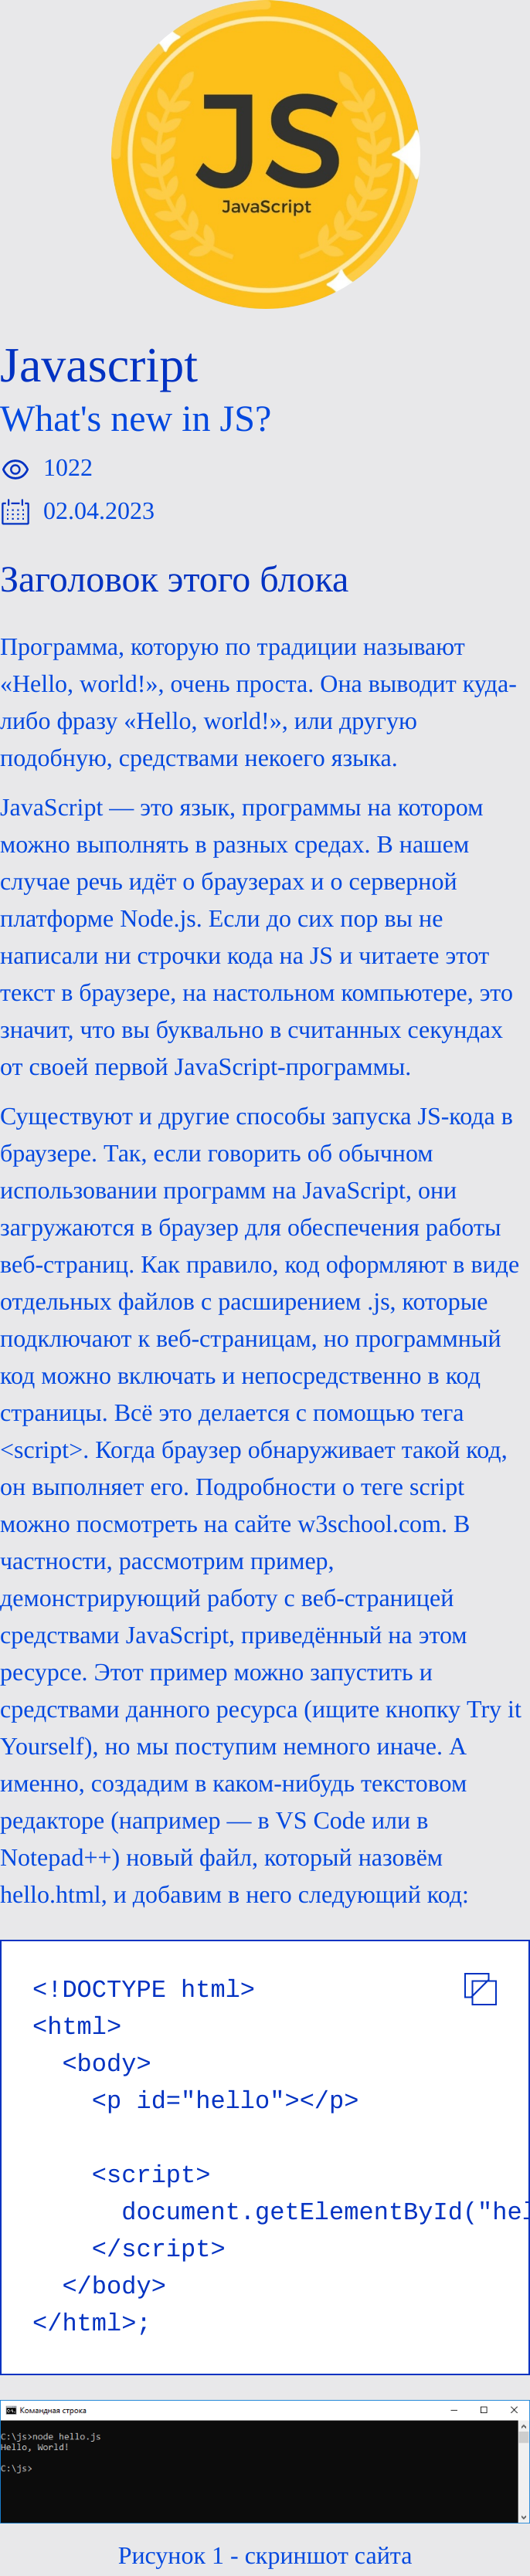 JS
JavaScript
Javascript
What's new in JS?
1022
02.04.2023
Заголовок этого блока
Программа, которую по традиции называют
«Hello, world!», очень проста. Она выводит куда-
либо фразу «Hello, world!», или другую
подобную, средствами некоего языка.
JavaScript — это язык, программы на котором
можно выполнять в разных средах. В нашем
случае речь идёт о браузерах и о серверной
платформе Node.js. Если до сих пор вы не
написали ни строчки кода на JS и читаете этот
текст в браузере, на настольном компьютере, это
значит, что вы буквально в считанных секундах
от своей первой JavaScript-программы.
Существуют и другие способы запуска JS-кода в
браузере. Так, если говорить об обычном
использовании программ на JavaScript, они
загружаются в браузер для обеспечения работы
веб-страниц. Как правило, код оформляют в виде
отдельных файлов с расширением .js, которые
подключают к веб-страницам, но программный
код можно включать и непосредственно в код
страницы. Всё это делается с помощью тега
<script>. Когда браузер обнаруживает такой код,
он выполняет его. Подробности о теге script
можно посмотреть на сайте w3school.com. В
частности, рассмотрим пример,
демонстрирующий работу с веб-страницей
средствами JavaScript, приведённый на этом
ресурсе. Этот пример можно запустить и
средствами данного ресурса (ищите кнопку Try it
Yourself), но мы поступим немного иначе. А
именно, создадим в каком-нибудь текстовом
редакторе (например — в VS Code или в
Notepad++) новый файл, который назовём
hello.html, и добавим в него следующий код:
<!DOCTYPE html>
<html>
  <body>
    <p id="hello"></p>
    <script>
      document.getElementById("hel
    </script>
  </body>
</html>;
Командная строка
C:\js>node hello.js
Hello, World!
C:\js>
Рисунок 1 - скриншот сайта